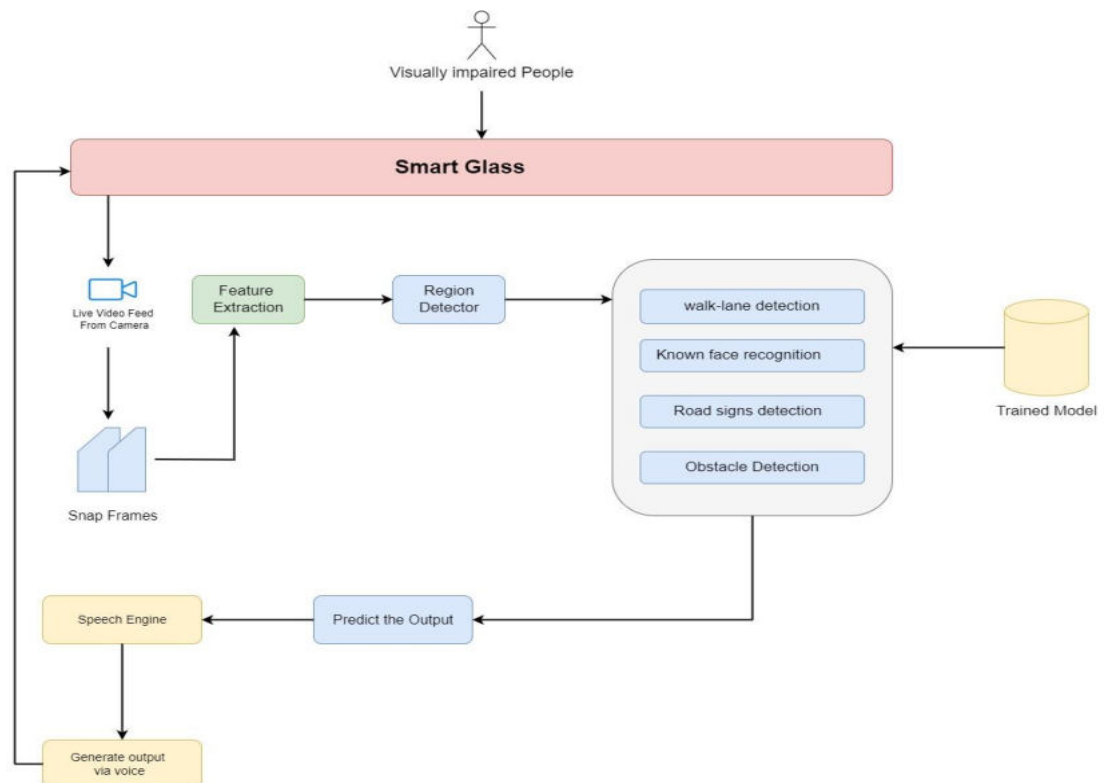 Visually impaired People
Smart Glass
Live Video Feed
From Camera
Feature
Extraction
Region
Detector
walk-lane detection
Known face recognition
Road signs detection
Obstacle Detection
Trained Model
Snap Frames
Speech Engine
Predict the Output
Generate output
via voice